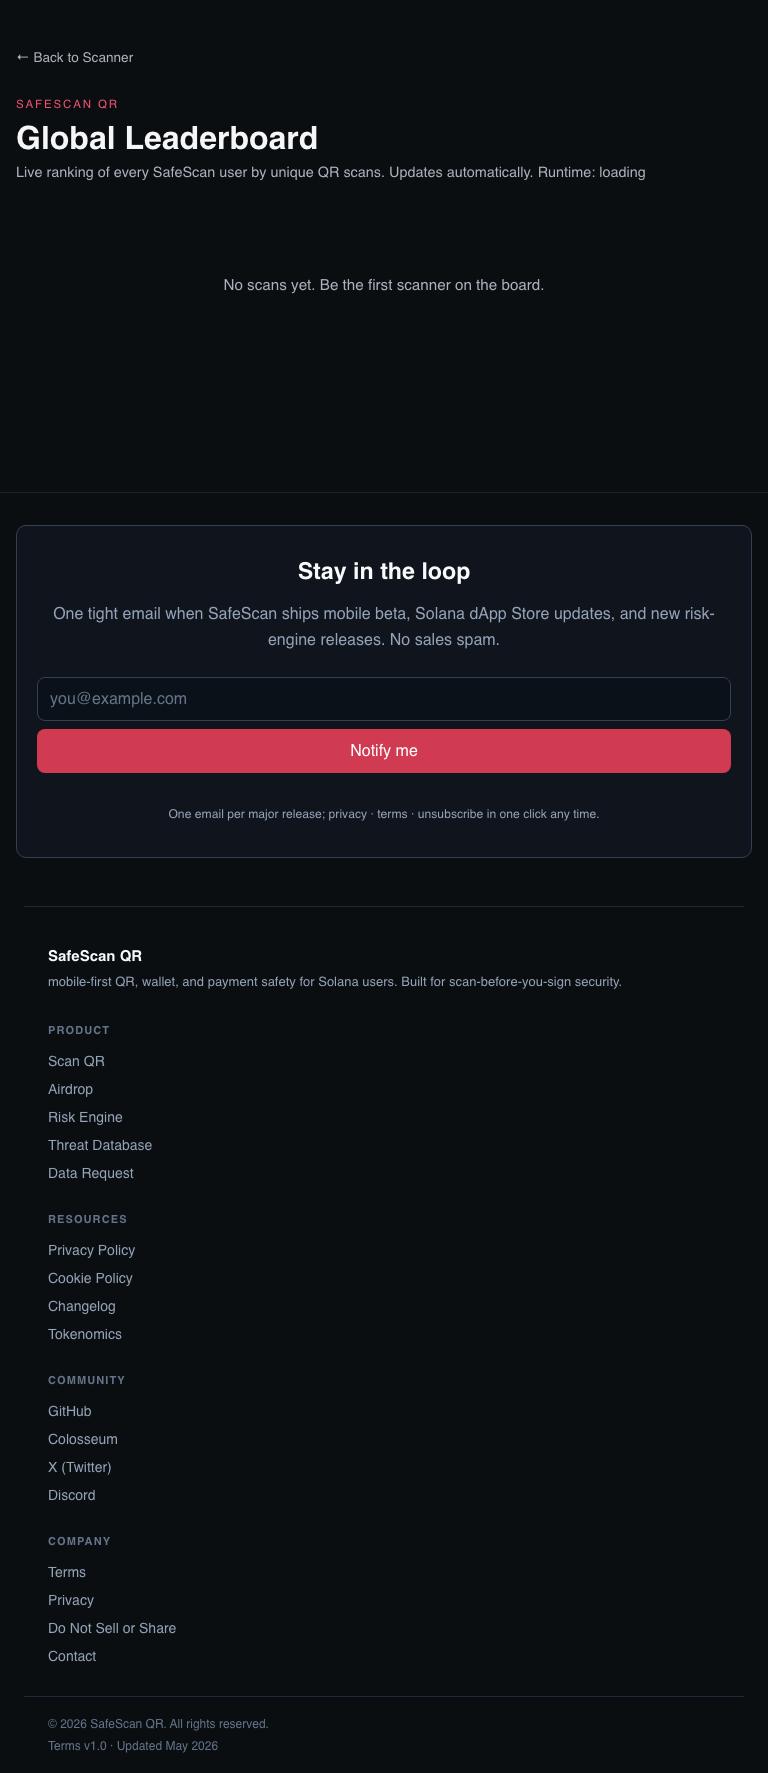 ← Back to Scanner
SAFESCAN QR
Global Leaderboard
Live ranking of every SafeScan user by unique QR scans. Updates automatically. Runtime: loading
No scans yet. Be the first scanner on the board.
Stay in the loop
One tight email when SafeScan ships mobile beta, Solana dApp Store updates, and new risk-
engine releases. No sales spam.
you@example.com
Notify me
One email per major release; privacy · terms · unsubscribe in one click any time.
SafeScan QR
mobile-first QR, wallet, and payment safety for Solana users. Built for scan-before-you-sign security.
PRODUCT
Scan QR
Airdrop
Risk Engine
Threat Database
Data Request
RESOURCES
Privacy Policy
Cookie Policy
Changelog
Tokenomics
COMMUNITY
GitHub
Colosseum
X (Twitter)
Discord
COMPANY
Terms
Privacy
Do Not Sell or Share
Contact
© 2026 SafeScan QR. All rights reserved.
Terms v1.0 · Updated May 2026